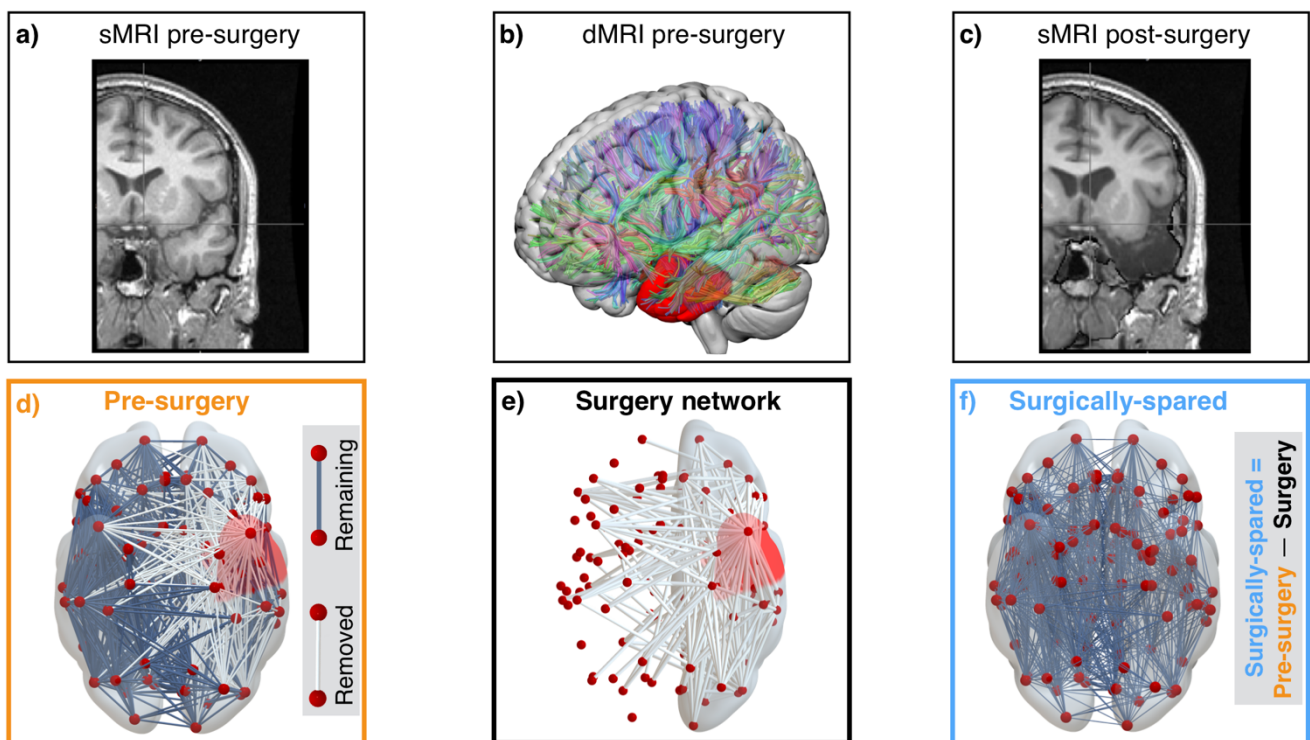 a) sMRI pre-surgery
b) dMRI pre-surgery
c) sMRI post-surgery
d) Pre-surgery
Remaining
Removed
e) Surgery network
f) Surgically-spared
Surgically-spared =
Pre-surgery — Surgery